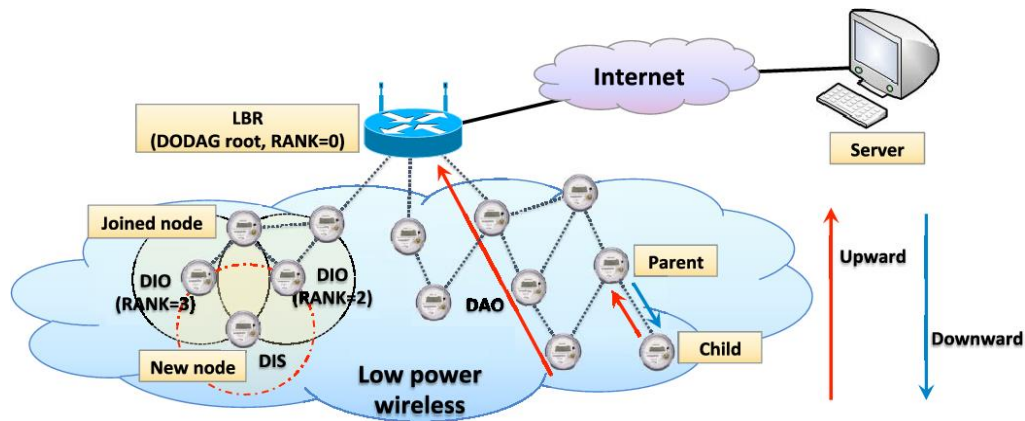 Internet
LBR
(DODAG root, RANK=0)
Server
Joined node
DIO
(RANK=3)
DIO
(RANK=2)
DAO
Parent
Upward
New node
DIS
Child
Downward
Low power
wireless